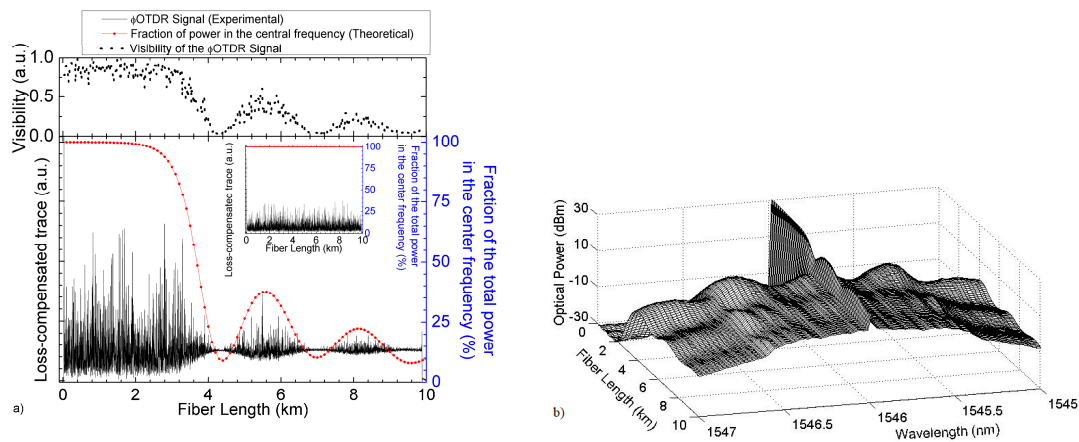 ϕOTDR Signal (Experimental)
Fraction of power in the central frequency (Theoretical)
Visibility of the ϕOTDR Signal
Visibility (a.u.)
1.0
0.5
0.0
Loss-compensated trace (a.u.)
100
75
50
25
0
Fraction of the total power
in the center frequency (%)
0 2 4 6 8 10
Fiber Length (km)
a)
Loss-compensated trace (a.u.)
100
75
50
25
0
Fraction of the total power
in the center frequency
(%)
0 2 4 6 8 10
Fiber Length (km)
Optical Power (dBm)
30
10
-10
-30
0
2
4
6
8
10
Fiber Length (km)
1547
1546.5
1546
1545.5
1545
Wavelength (nm)
b)